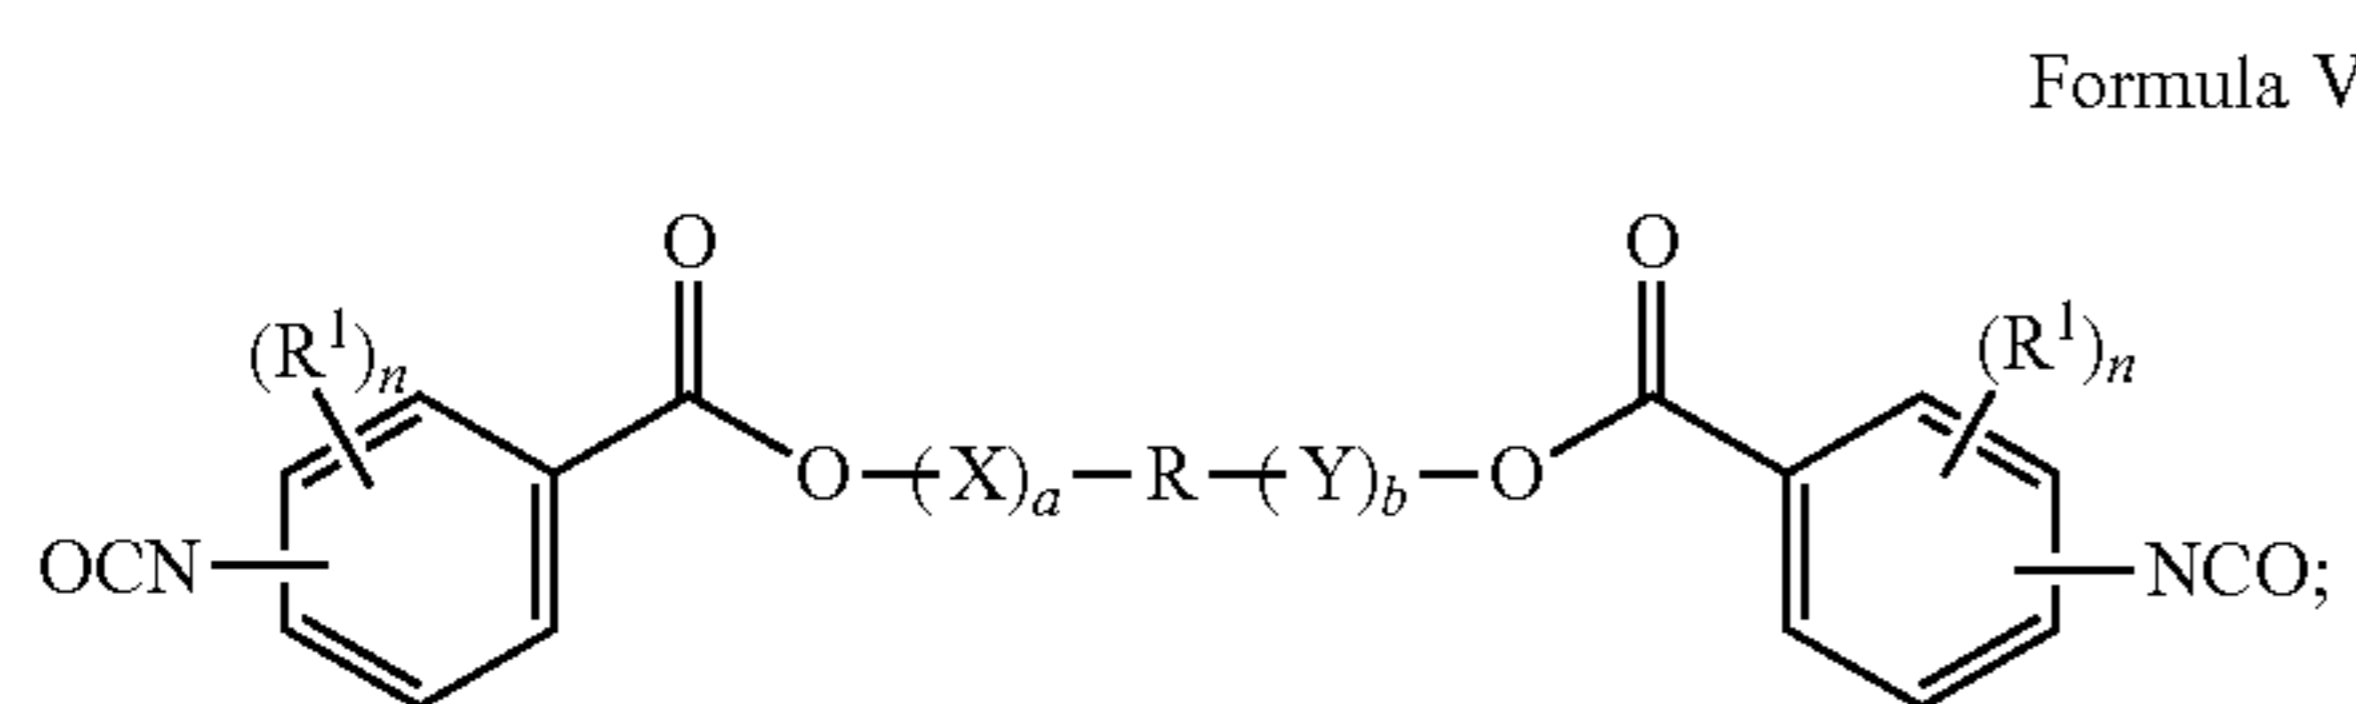 Formula V
O O
(R¹)n (R¹)n
O (X)a R (Y)b O
OCN NCO;